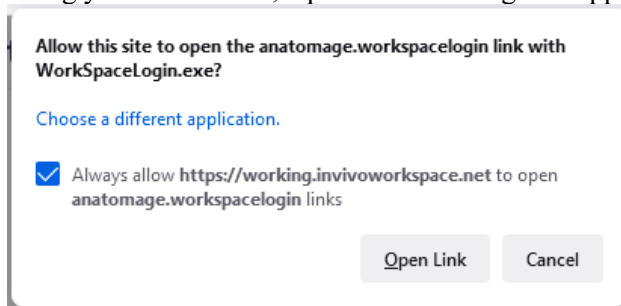 Allow this site to open the anatomage.workspacelogin link with
WorkSpaceLogin.exe?
Choose a different application.
Always allow https://working.invivoworkspace.net to open
anatomage.workspacelogin links
Open Link Cancel